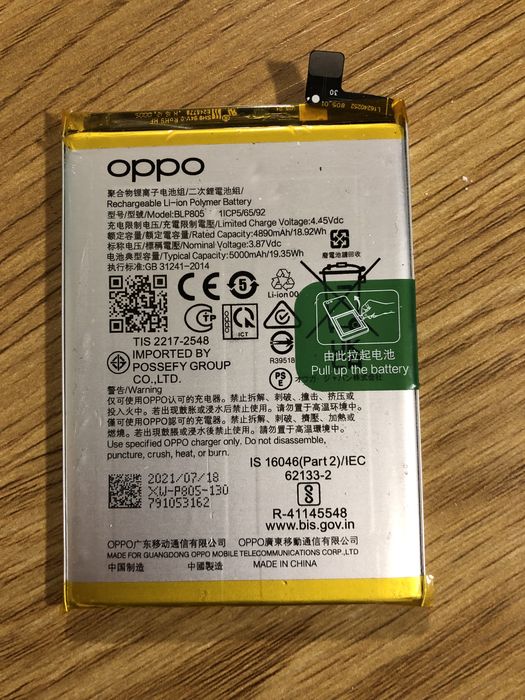 30
L16240252 805_01
oppo
聚合物锂离子电池组/二次鋰電池組/
Rechargeable Li-ion Polymer Battery
型号/型號/Model:BLP805 1ICP5/65/92
充电限制电压/充電限制電壓/Limited Charge Voltage: 4.45Vdc
额定容量/額定容量/Rated Capacity:4890mAh/18.92Wh
标称电压/標稱電壓/Nominal Voltage: 3.87Vdc
电池典型容量/Typical Capacity:5000mAh/19.35Wh
执行标准:GB 31241-2014
廢電池請回收
CE
5
Li-ion 00
OPPO
ICT
R39518
TIS 2217-2548
IMPORTED BY
POSSEFY GROUP
CO.,LTD.
PS
E
由此拉起电池
Pull up the battery
警告/Warning
仅可使用OPPO认可的充电器。禁止拆解、刺破、撞击、挤压或
投入火中。若出现鼓胀或浸水后禁止使用。请勿置于高温环境中。
僅可使用OPPO認可的充電器。禁止拆解、刺破、擠壓、加熱或
燃燒。若出現鼓脹或浸水後禁止使用。請勿置于高溫環境中。
Use specified OPPO charger only. Do not disassemble,
puncture, crush, heat, or burn.
IS 16046(Part 2)/IEC
62133-2
2021/07/18
XW-P805-130
791053162
R-41145548
www.bis.gov.in
OPPO广东移动通信有限公司 OPPO廣東移動通信有限公司
MADE FOR GUANGDONG OPPO MOBILE TELECOMMUNICATIONS CORP.,LTD.
中国制造 中國製造 MADE IN CHINA